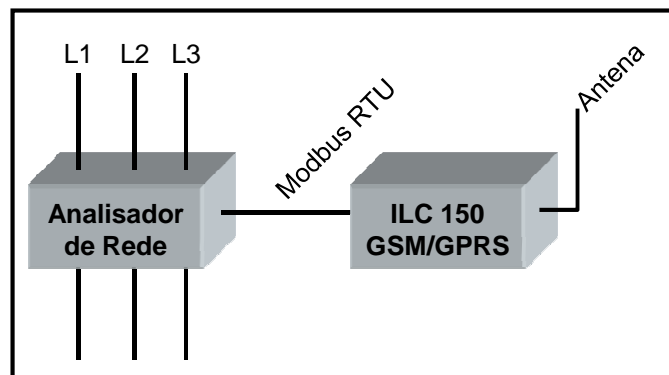 L1 L2 L3
Analisador
de Rede
Modbus RTU
ILC 150
GSM/GPRS
Antena